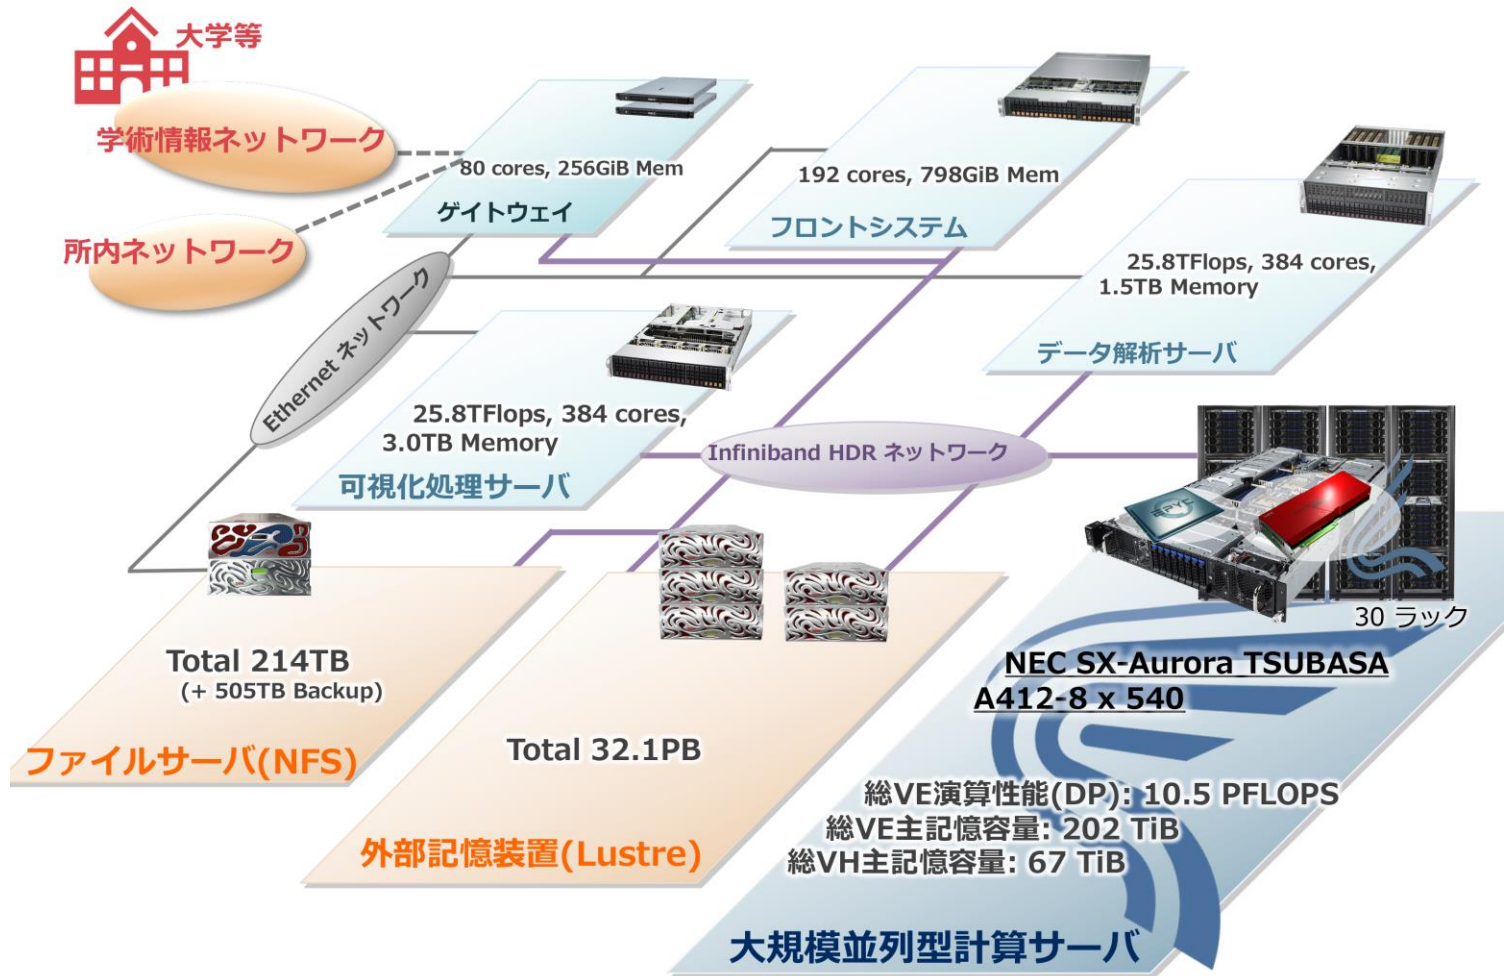 大学等
学術情報ネットワーク
所内ネットワーク
80 cores, 256GiB Mem
ゲイトウェイ
192 cores, 798GiB Mem
フロントシステム
25.8TFlops, 384 cores,
1.5TB Memory
データ解析サーバ
Ethernet ネットワーク
25.8TFlops, 384 cores,
3.0TB Memory
可視化処理サーバ
Infiniband HDR ネットワーク
EPYC
30 ラック
Total 214TB
(+ 505TB Backup)
ファイルサーバ(NFS)
Total 32.1PB
外部記憶装置(Lustre)
NEC SX-Aurora TSUBASA
A412-8 x 540
総VE演算性能(DP): 10.5 PFLOPS
総VE主記憶容量: 202 TiB
総VH主記憶容量: 67 TiB
大規模並列型計算サーバ